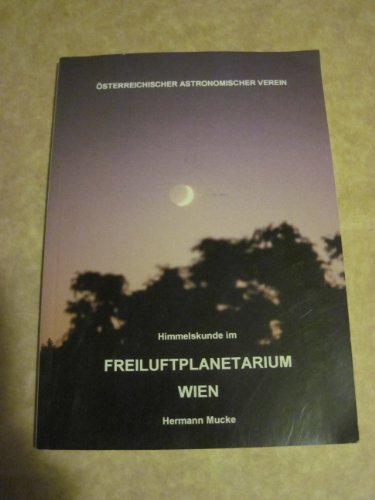 ÖSTERREICHISCHER ASTRONOMISCHER VEREIN
Himmelskunde im
FREILUFTPLANETARIUM
WIEN
Hermann Mucke